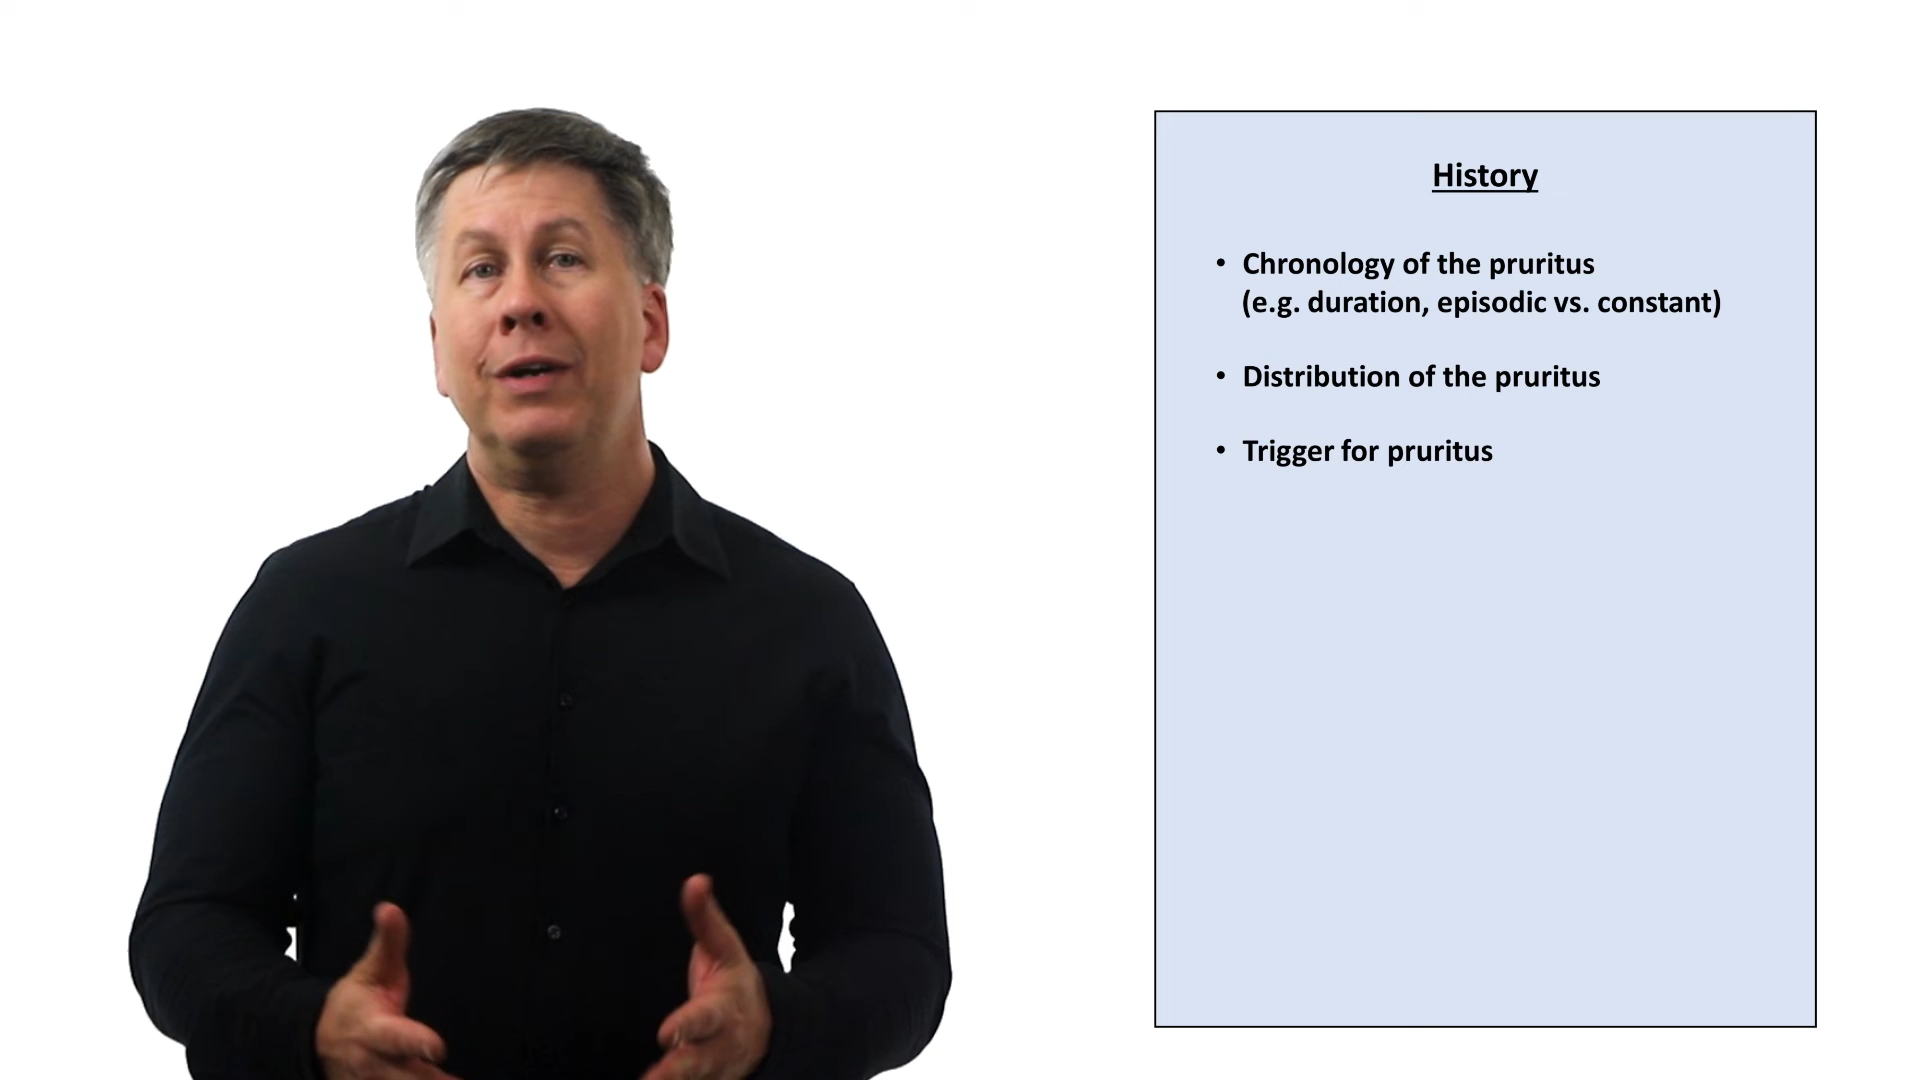 History
• Chronology of the pruritus
(e.g. duration, episodic vs. constant)
• Distribution of the pruritus
• Trigger for pruritus